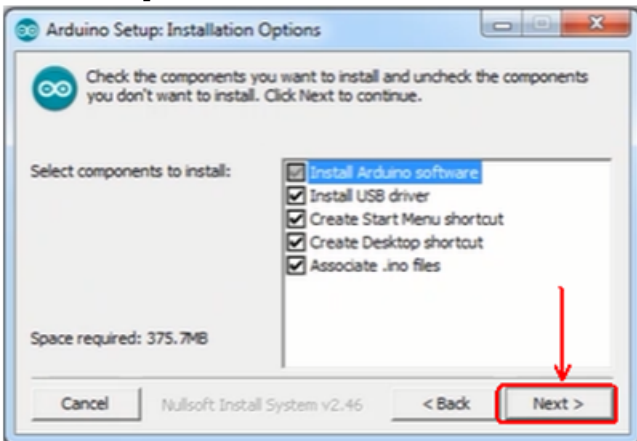 Arduino Setup: Installation Options
Check the components you want to install and uncheck the components
you don't want to install. Click Next to continue.
Select components to install:
Install Arduino software
Install USB driver
Create Start Menu shortcut
Create Desktop shortcut
Associate .ino files
Space required: 375.7MB
Cancel
Nullsoft Install System v2.46
< Back
Next >